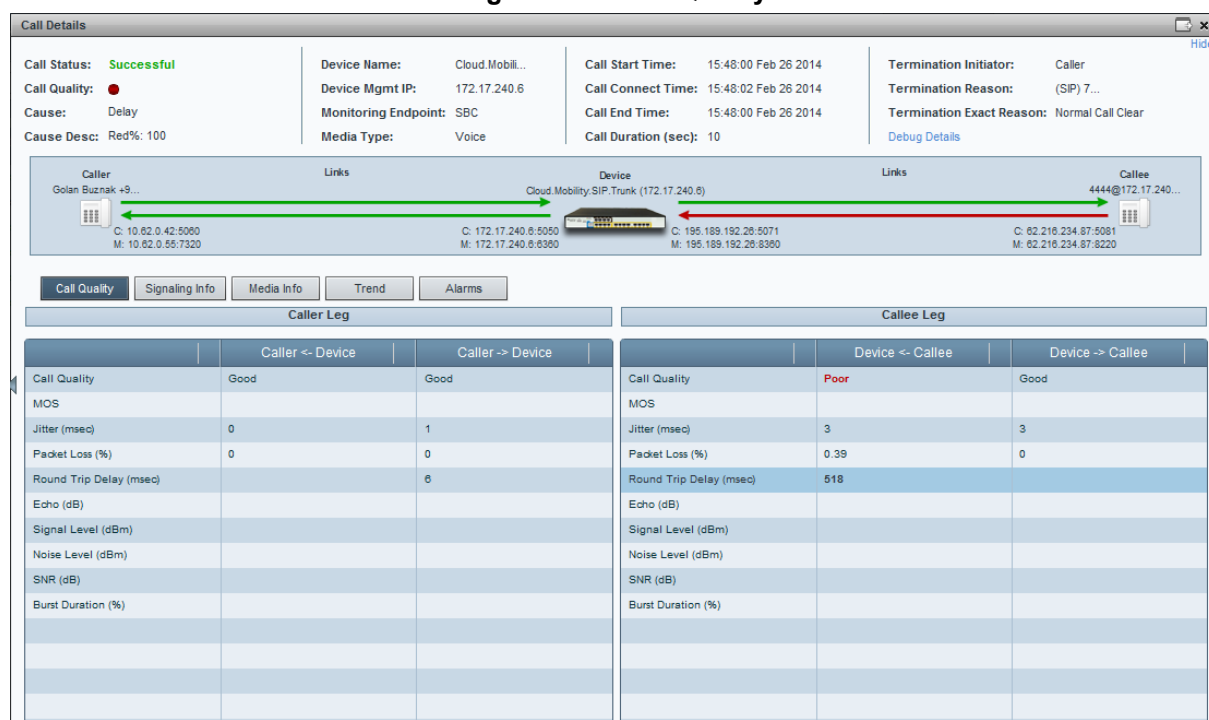 Call Details
Hide
Call Status: Successful
Device Name: Cloud.Mobili...
Call Start Time: 15:48:00 Feb 26 2014
Termination Initiator: Caller
Call Quality:
Device Mgmt IP: 172.17.240.6
Call Connect Time: 15:48:02 Feb 26 2014
Termination Reason: (SIP) 7...
Cause: Delay
Monitoring Endpoint: SBC
Call End Time: 15:48:00 Feb 26 2014
Termination Exact Reason: Normal Call Clear
Cause Desc: Red%: 100
Media Type: Voice
Call Duration (sec): 10
Debug Details
Caller Links Device Links Callee
Golan Buznak +9... Cloud.Mobility.SIP.Trunk (172.17.240.6) 4444@172.17.240...
C: 10.62.0.42:5060 C: 172.17.240.6:5050 C: 195.189.192.26:5071 C: 62.216.234.87:5081
M: 10.62.0.55:7320 M: 172.17.240.6:6360 M: 195.189.192.26:8360 M: 62.216.234.87:8220
Call Quality Signaling Info Media Info Trend Alarms
Caller Leg
Caller <- Device Caller -> Device
Call Quality Good Good
MOS
Jitter (msec) 0 1
Packet Loss (%) 0 0
Round Trip Delay (msec) 6
Echo (dB)
Signal Level (dBm)
Noise Level (dBm)
SNR (dB)
Burst Duration (%)
Callee Leg
Device <- Callee Device -> Callee
Call Quality Poor Good
MOS
Jitter (msec) 3 3
Packet Loss (%) 0.39 0
Round Trip Delay (msec) 518
Echo (dB)
Signal Level (dBm)
Noise Level (dBm)
SNR (dB)
Burst Duration (%)